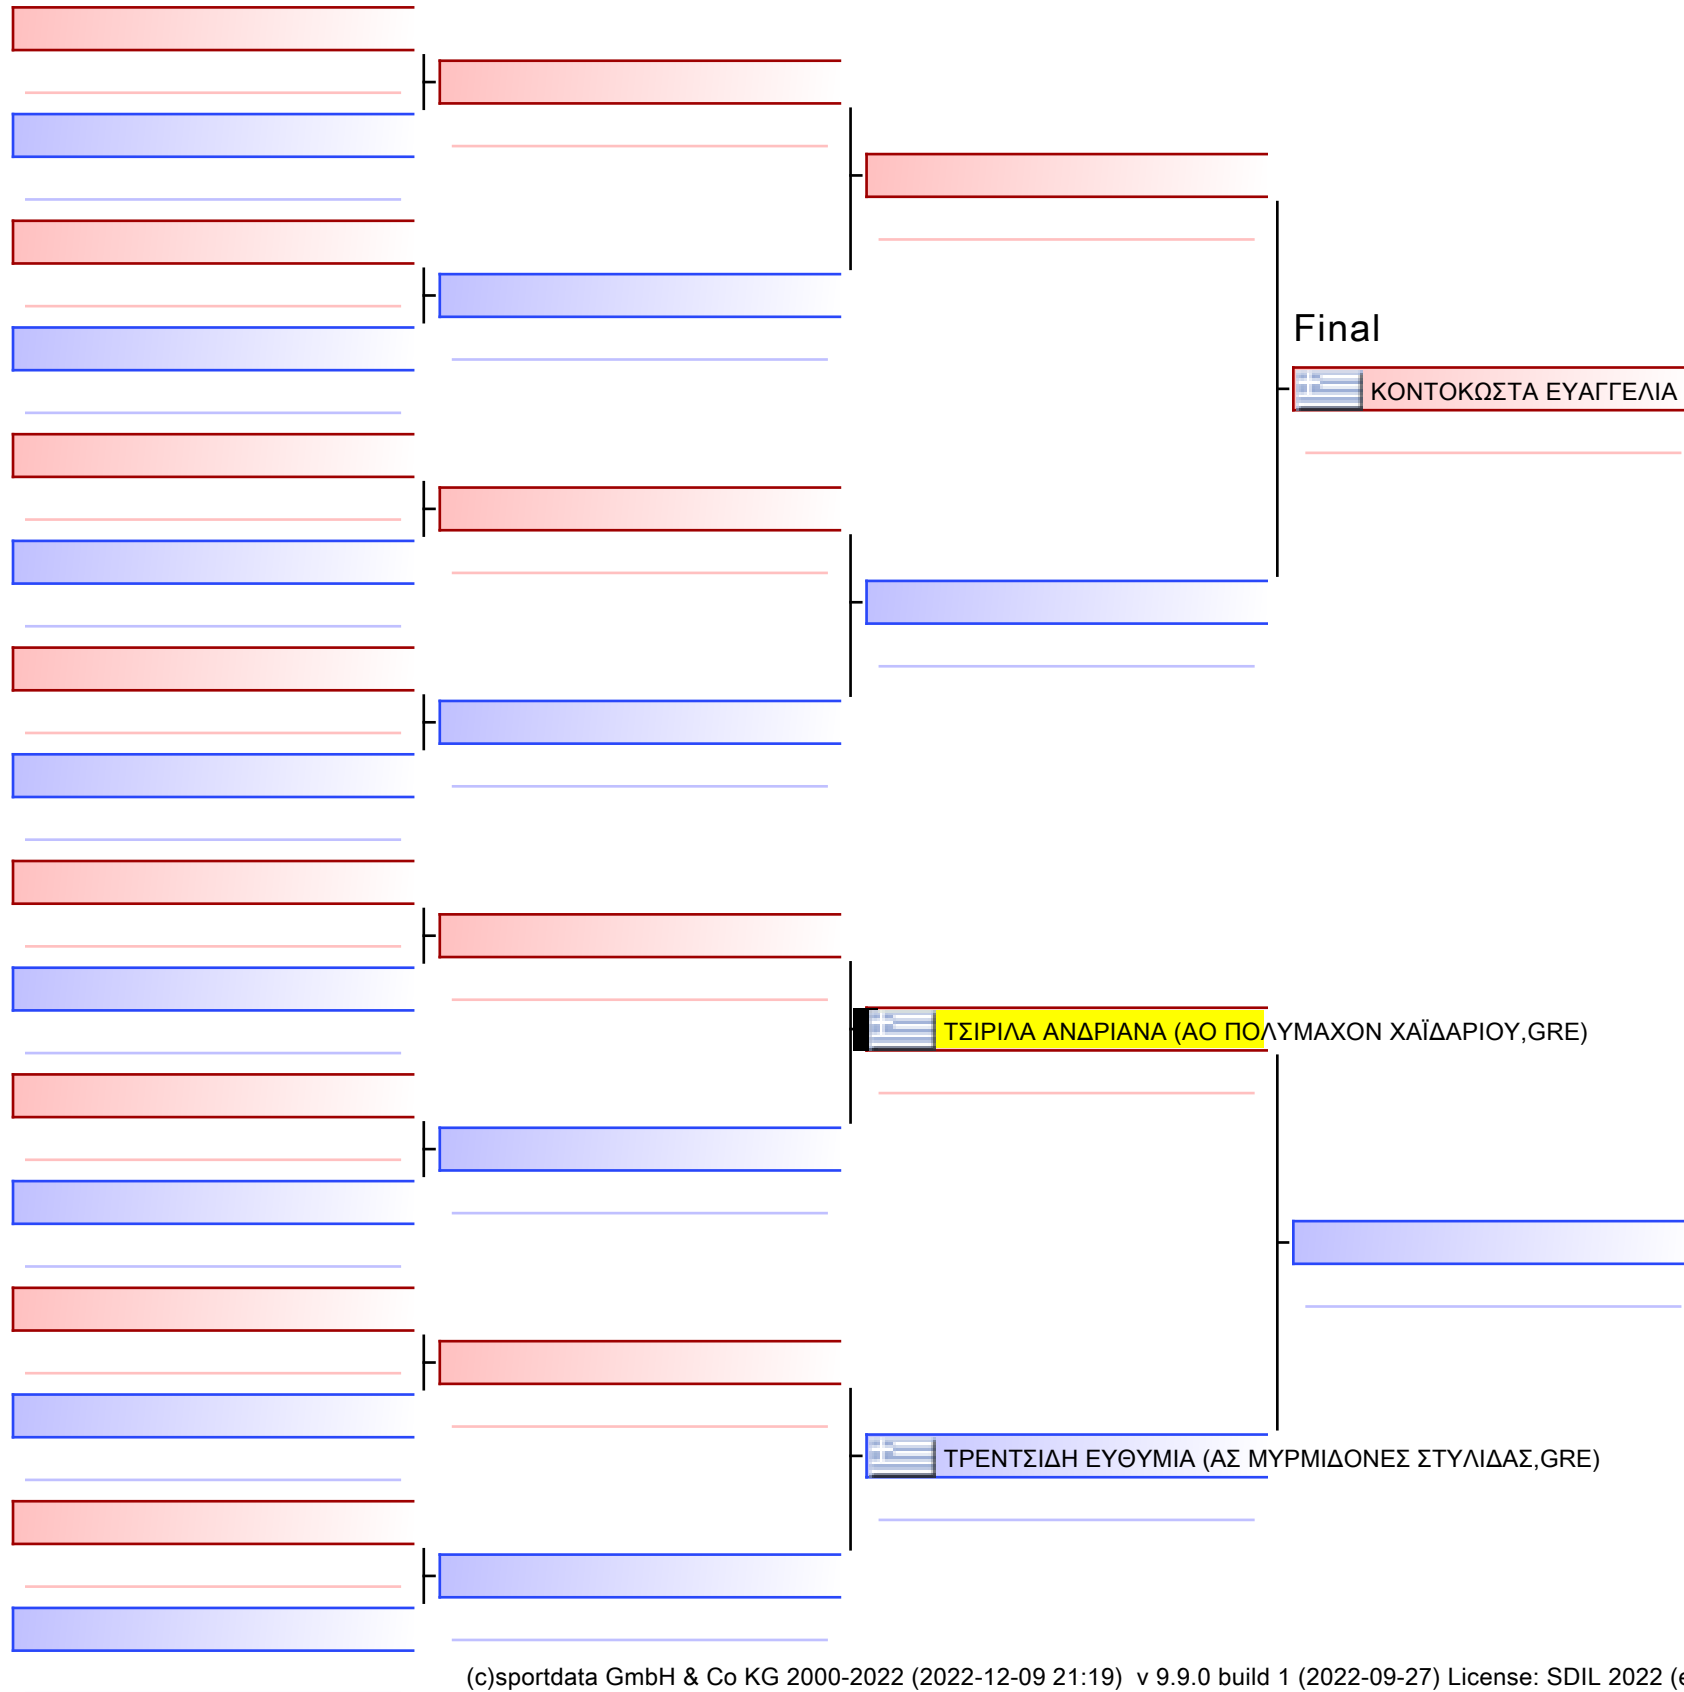 Final
ΚΟΝΤΟΚΩΣΤΑ ΕΥΑΓΓΕΛΙΑ
ΤΣΙΡΙΛΑ ΑΝΔΡΙΑΝΑ (ΑΟ ΠΟΛΥΜΑΧΟΝ ΧΑΪΔΑΡΙΟΥ,GRE)
ΤΡΕΝΤΣΙΔΗ ΕΥΘΥΜΙΑ (ΑΣ ΜΥΡΜΙΔΟΝΕΣ ΣΤΥΛΙΔΑΣ,GRE)
(c)sportdata GmbH & Co KG 2000-2022 (2022-12-09 21:19) v 9.9.0 build 1 (2022-09-27) License: SDIL 2022